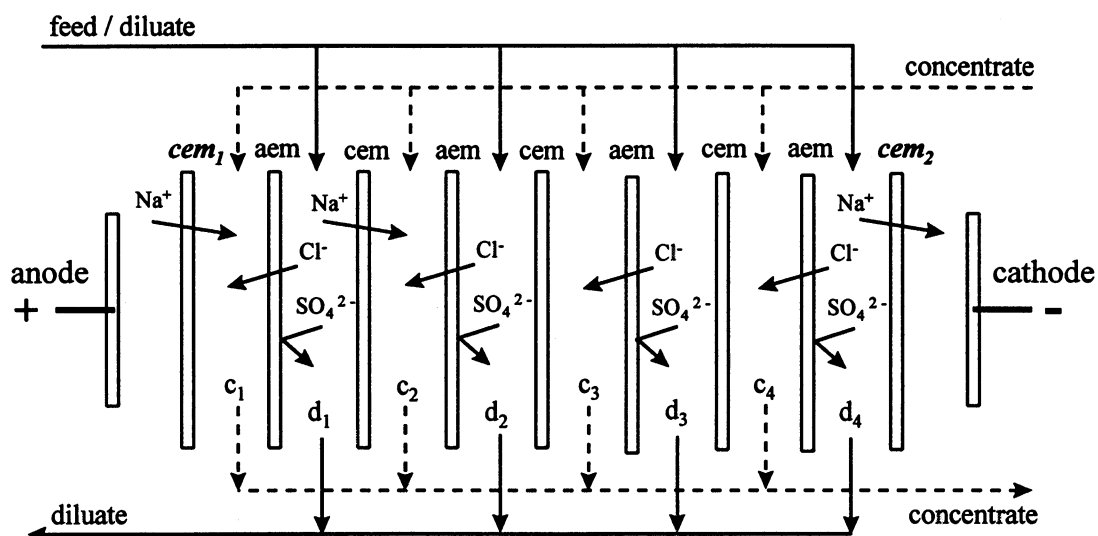 feed / diluate
concentrate
cem₁ aem cem aem cem aem cem aem cem₂
Na⁺ Na⁺ Na⁺
Cl⁻ Cl⁻ Cl⁻ Cl⁻
anode cathode
SO₄²⁻ SO₄²⁻ SO₄²⁻ SO₄²⁻
+ -
c₁ c₂ c₃ c₄
d₁ d₂ d₃ d₄
diluate concentrate